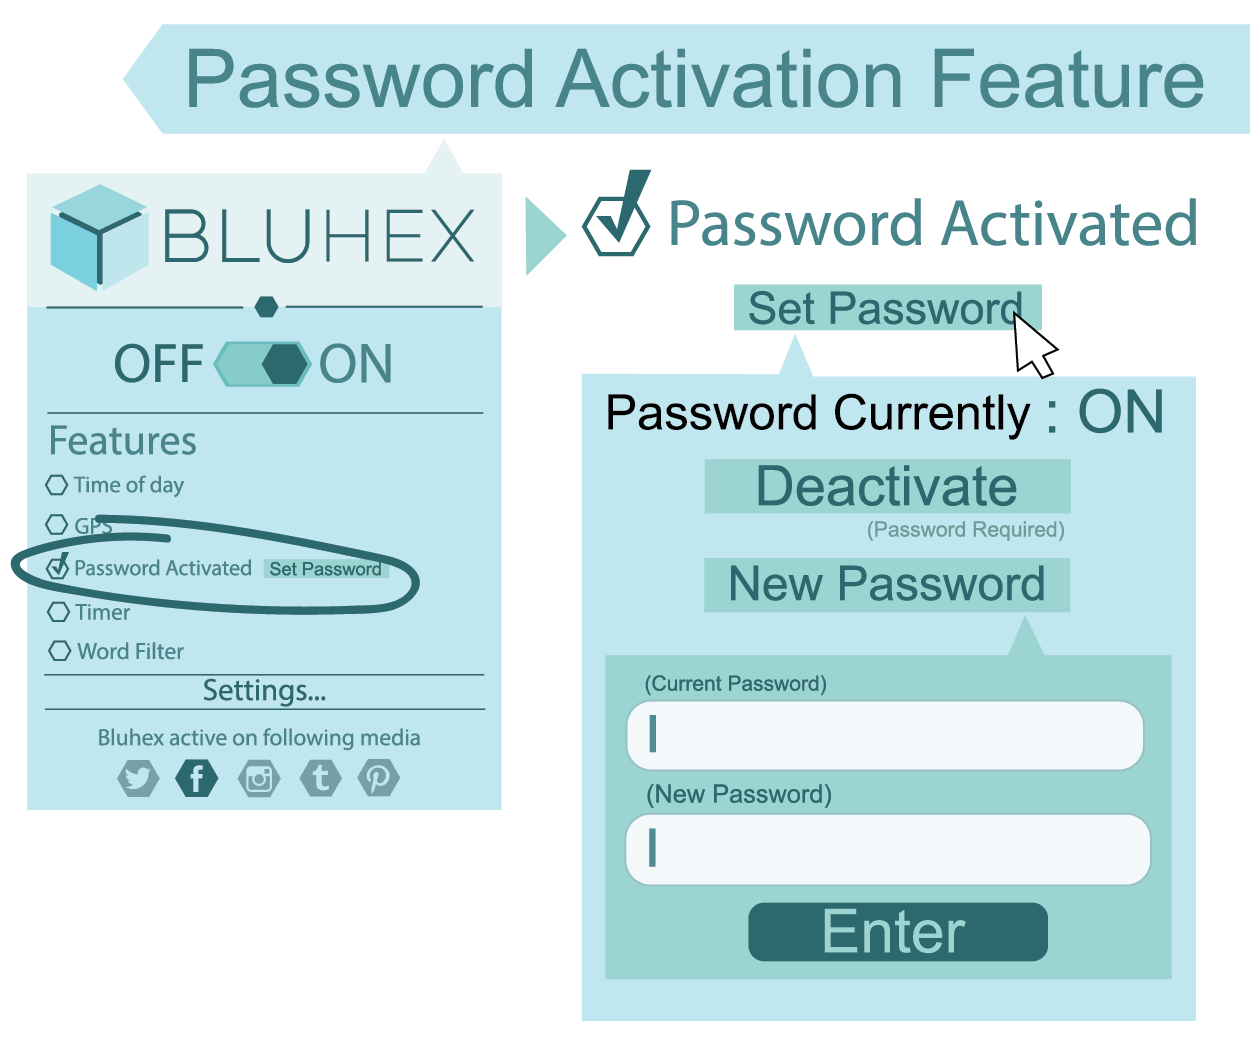 Password Activation Feature
BLUHEX
OFF ON
Features
Time of day
GPS
Password Activated Set Password
Timer
Word Filter
Settings...
Bluhex active on following media
Password Activated
Set Password
Password Currently : ON
Deactivate
(Password Required)
New Password
(Current Password)
(New Password)
Enter